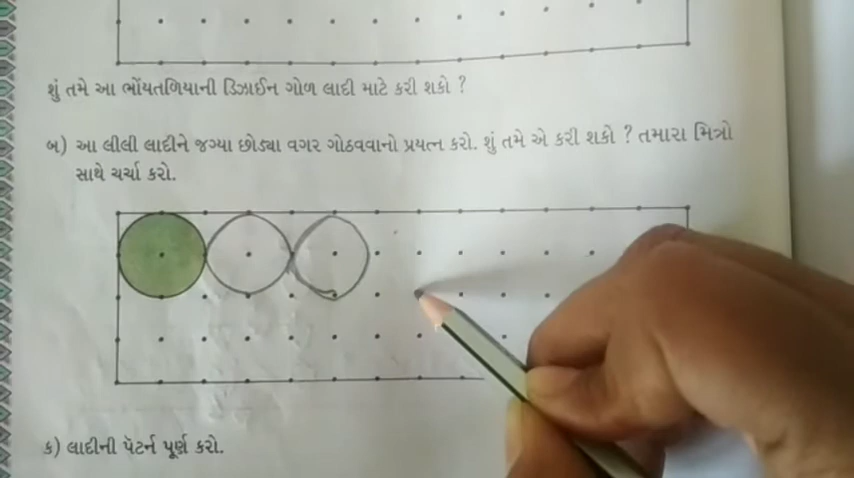 શું તમે આ ભોંયતળિયાની ડિઝાઈન ગોળ લાદી માટે કરી શકો ?
બ) આ લીલી લાદીને જગ્યા છોડ્યા વગર ગોઠવવાનો પ્રયત્ન કરો. શું તમે એ કરી શકો ? તમારા મિત્રો
સાથે ચર્ચા કરો.
ક) લાદીની પૅટર્ન પૂર્ણ કરો.